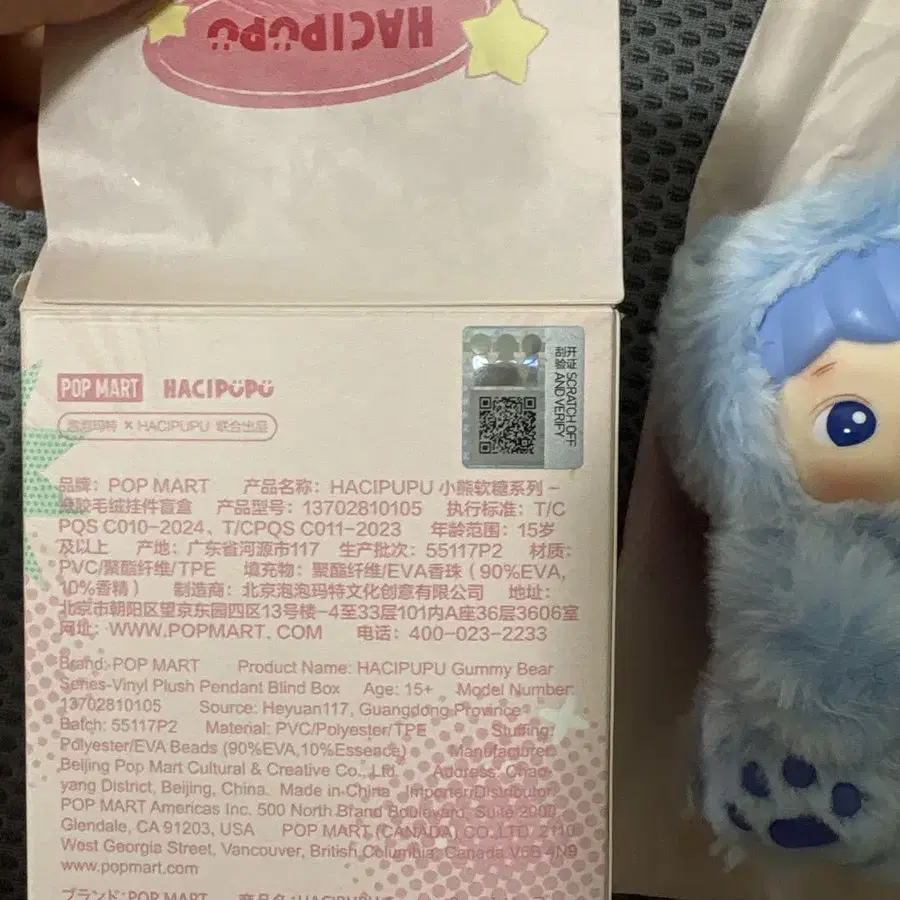 HACIPUPU
开验 SCRATCH OFF
AND VERIFY
POP MART HACIPUPU
泡泡玛特 × HACIPUPU 联合出品
品牌：POP MART 产品名称：HACIPUPU 小熊软糖系列－
搪胶毛绒挂件盲盒 产品型号：13702810105 执行标准：T/C
PQS C010-2024、T/CPQS C011-2023 年龄范围：15岁
及以上 产地：广东省河源市117 生产批次：55117P2 材质：
PVC/聚酯纤维/TPE 填充物：聚酯纤维/EVA香珠（90%EVA,
10%香精） 制造商：北京泡泡玛特文化创意有限公司 地址：
北京市朝阳区望京东园四区13号楼-4至33层101内A座36层3606室
网址：WWW.POPMART.COM 电话：400-023-2233
Brand: POP MART Product Name: HACIPUPU Gummy Bear
Series-Vinyl Plush Pendant Blind Box Age: 15+ Model Number:
13702810105 Source: Heyuan117, Guangdong Province
Batch: 55117P2 Material: PVC/Polyester/TPE Stuffing:
Polyester/EVA Beads (90%EVA,10%Essence) Manufacturer:
Beijing Pop Mart Cultural & Creative Co., Ltd. Address: Chao-
yang District, Beijing, China. Made in China Importer/Distributor:
POP MART Americas Inc. 500 North Brand Boulevard, Suite 2000,
Glendale, CA 91203, USA POP MART (CANADA) CO.,LTD. 2110
West Georgia Street, Vancouver, British Columbia, Canada V6B 4N9
www.popmart.com
ブランド: POP MART 商品名: HACIPUPU